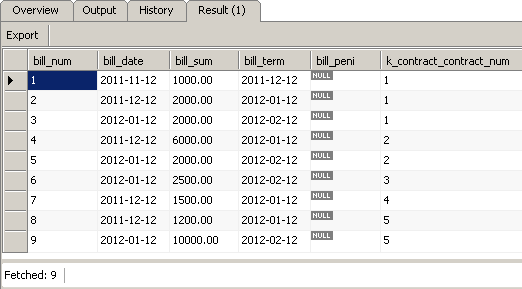 Overview Output History Result (1)
Export
bill_num bill_date bill_sum bill_term bill_peni k_contract_contract_num
1 2011-11-12 1000.00 2011-12-12 NULL 1
2 2011-12-12 2000.00 2012-01-12 NULL 1
3 2012-01-12 2000.00 2012-02-12 NULL 1
4 2011-12-12 6000.00 2012-01-12 NULL 2
5 2012-01-12 2000.00 2012-02-12 NULL 2
6 2012-01-12 2500.00 2012-02-12 NULL 3
7 2011-12-12 1500.00 2012-01-12 NULL 4
8 2011-12-12 1200.00 2012-01-12 NULL 5
9 2012-01-12 10000.00 2012-02-12 NULL 5
Fetched: 9